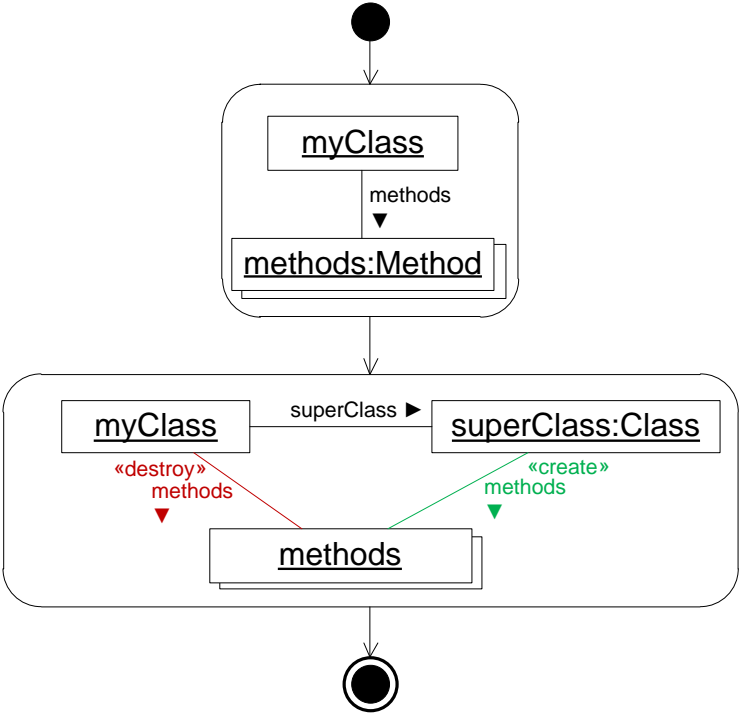 myClass
methods
▼
methods:Method
myClass
superClass ►
superClass:Class
«destroy»
methods
▼
«create»
methods
▼
methods